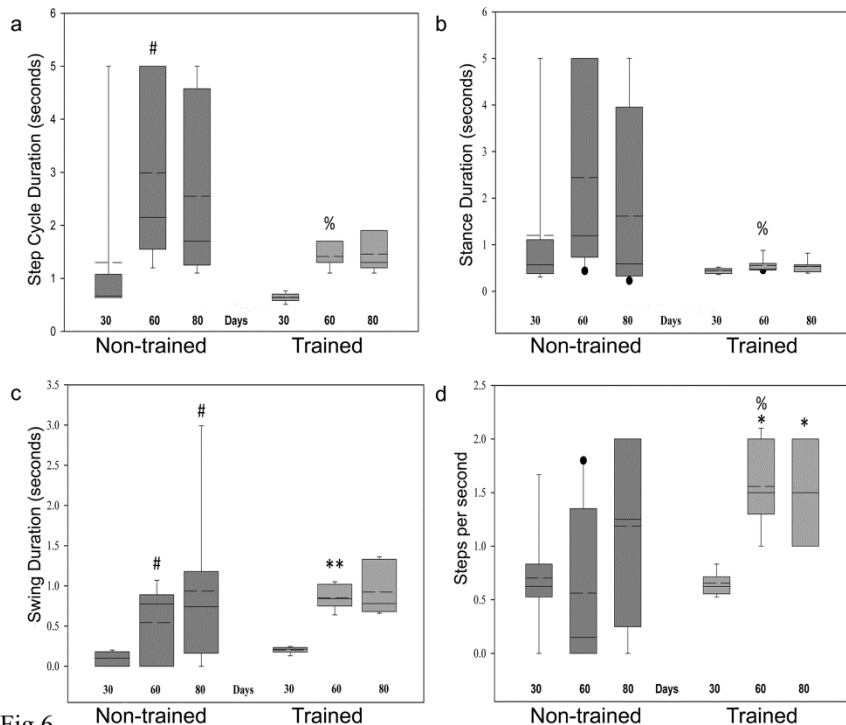 a
Step Cycle Duration (seconds)
6
5
4
3
2
1
0
#
%
30 60 80 Days 30 60 80
Non-trained Trained
b
Stance Duration (seconds)
6
5
4
3
2
1
0
%
30 60 80 Days 30 60 80
Non-trained Trained
c
Swing Duration (seconds)
3.5
3.0
2.5
2.0
1.5
1.0
0.5
0.0
#
#
**
30 60 80 Days 30 60 80
Non-trained Trained
d
Steps per second
2.5
2.0
1.5
1.0
0.5
0.0
%
* *
30 60 80 Days 30 60 80
Non-trained Trained
Fig 6